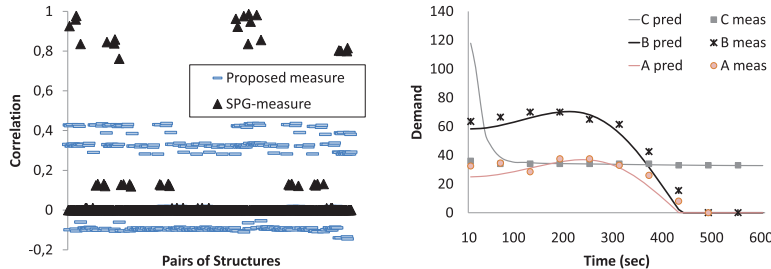 1
0,8
0,6
0,4
0,2
0
-0,2
Correlation
Pairs of Structures
Proposed measure
SPG-measure
140
120
100
80
60
40
20
0
Demand
C pred
C meas
B pred
B meas
A pred
A meas
10 100 200 300 400 500 600
Time (sec)